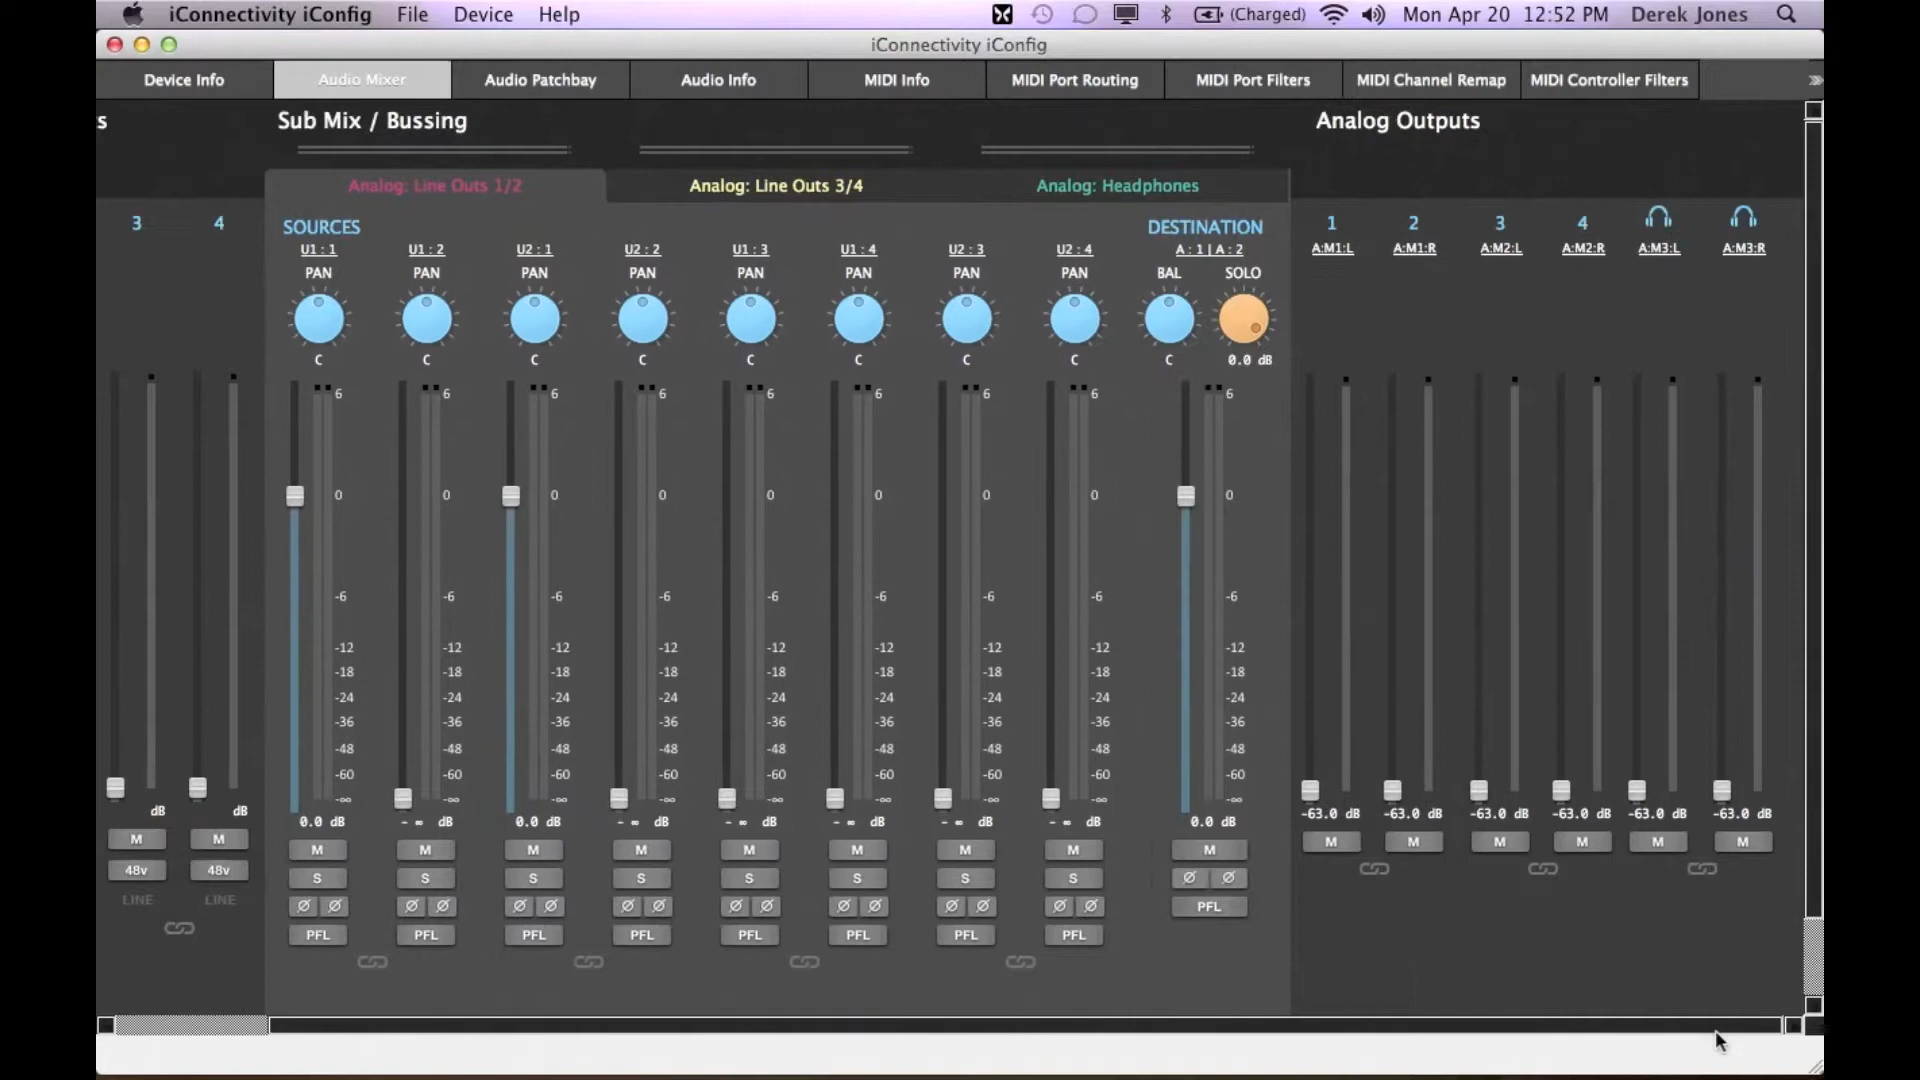 iConnectivity iConfig File Device Help (Charged) Mon Apr 20 12:52 PM Derek Jones
iConnectivity iConfig
Device Info Audio Mixer Audio Patchbay Audio Info MIDI Info MIDI Port Routing MIDI Port Filters MIDI Channel Remap MIDI Controller Filters »
s Sub Mix / Bussing Analog Outputs
Analog: Line Outs 1/2 Analog: Line Outs 3/4 Analog: Headphones
3 4 SOURCES DESTINATION 1 2 3 4
U1 : 1 U1 : 2 U2 : 1 U2 : 2 U1 : 3 U1 : 4 U2 : 3 U2 : 4 A : 1 | A : 2 A:M1:L A:M1:R A:M2:L A:M2:R A:M3:L A:M3:R
PAN PAN PAN PAN PAN PAN PAN PAN BAL SOLO
C C C C C C C C C 0.0 dB
6 6 6 6 6 6 6 6 6
0 0 0 0 0 0 0 0 0
-6 -6 -6 -6 -6 -6 -6 -6 -6
-12 -12 -12 -12 -12 -12 -12 -12 -12
-18 -18 -18 -18 -18 -18 -18 -18 -18
-24 -24 -24 -24 -24 -24 -24 -24 -24
-36 -36 -36 -36 -36 -36 -36 -36 -36
-48 -48 -48 -48 -48 -48 -48 -48 -48
-60 -60 -60 -60 -60 -60 -60 -60 -60
-∞ -∞ -∞ -∞ -∞ -∞ -∞ -∞ -∞
dB dB 0.0 dB - ∞ dB 0.0 dB - ∞ dB - ∞ dB - ∞ dB - ∞ dB - ∞ dB 0.0 dB -63.0 dB -63.0 dB -63.0 dB -63.0 dB -63.0 dB -63.0 dB
M M M M M M M M M M M M M M M M M
48v 48v S S S S S S S S Ø Ø
LINE LINE Ø Ø Ø Ø Ø Ø Ø Ø Ø Ø Ø Ø Ø Ø Ø Ø PFL
PFL PFL PFL PFL PFL PFL PFL PFL